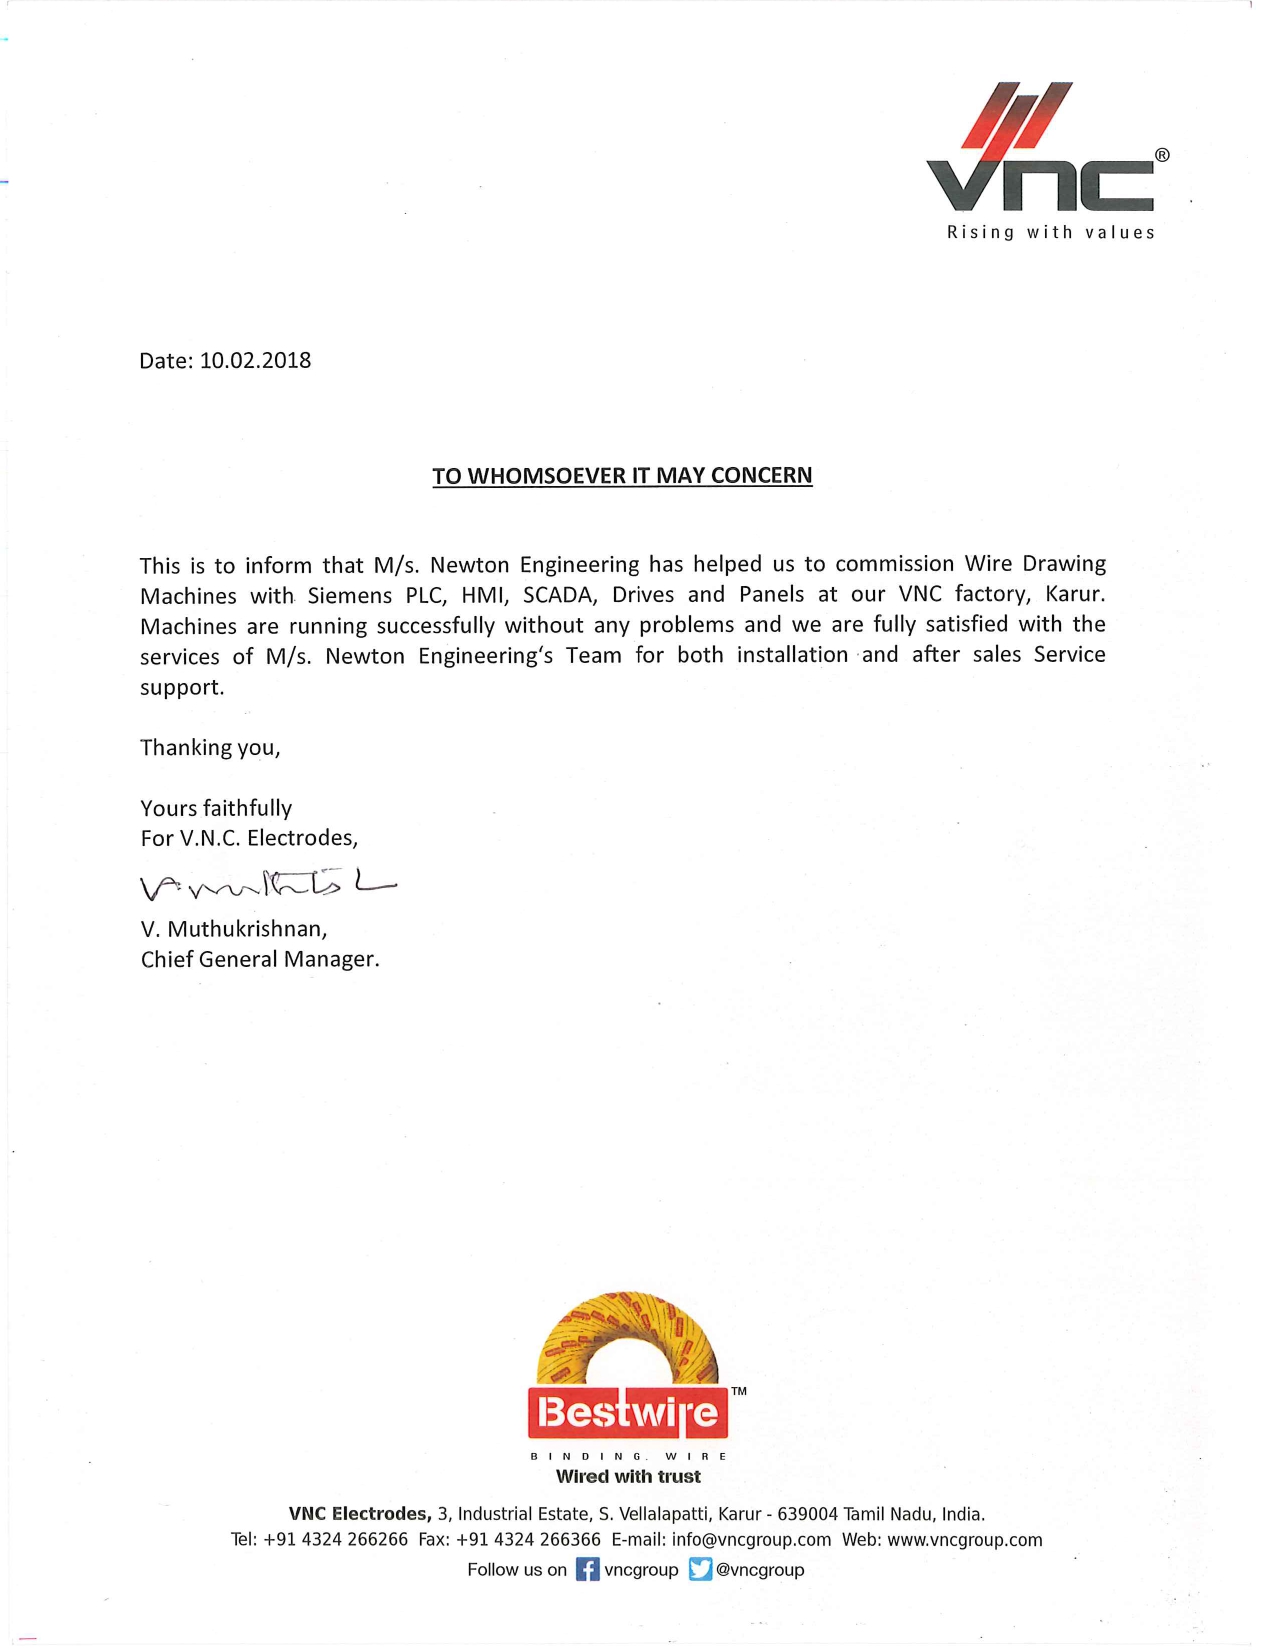 vnc®
Rising with values
Date: 10.02.2018
TO WHOMSOEVER IT MAY CONCERN
This is to inform that M/s. Newton Engineering has helped us to commission Wire Drawing
Machines with Siemens PLC, HMI, SCADA, Drives and Panels at our VNC factory, Karur.
Machines are running successfully without any problems and we are fully satisfied with the
services of M/s. Newton Engineering's Team for both installation and after sales Service
support.
Thanking you,
Yours faithfully
For V.N.C. Electrodes,
V. Muthukrishnan,
Chief General Manager.
Bestwire™
BINDING WIRE
Wired with trust
VNC Electrodes, 3, Industrial Estate, S. Vellalapatti, Karur - 639004 Tamil Nadu, India.
Tel: +91 4324 266266 Fax: +91 4324 266366 E-mail: info@vncgroup.com Web: www.vncgroup.com
Follow us on vncgroup @vncgroup